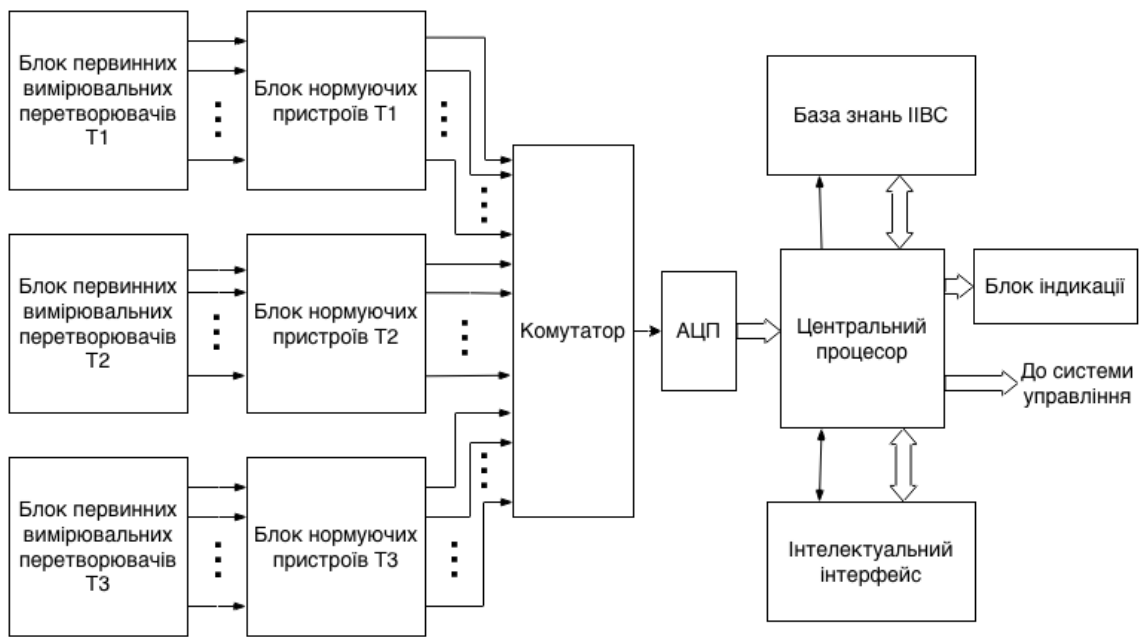 Блок первинних
вимірювальних
перетворювачів
Т1
Блок нормуючих
пристроїв Т1
База знань ІІВС
Блок первинних
вимірювальних
перетворювачів
Т2
Блок нормуючих
пристроїв Т2
Комутатор
АЦП
Центральний
процесор
Блок індикації
До системи
управління
Блок первинних
вимірювальних
перетворювачів
Т3
Блок нормуючих
пристроїв Т3
Інтелектуальний
інтерфейс